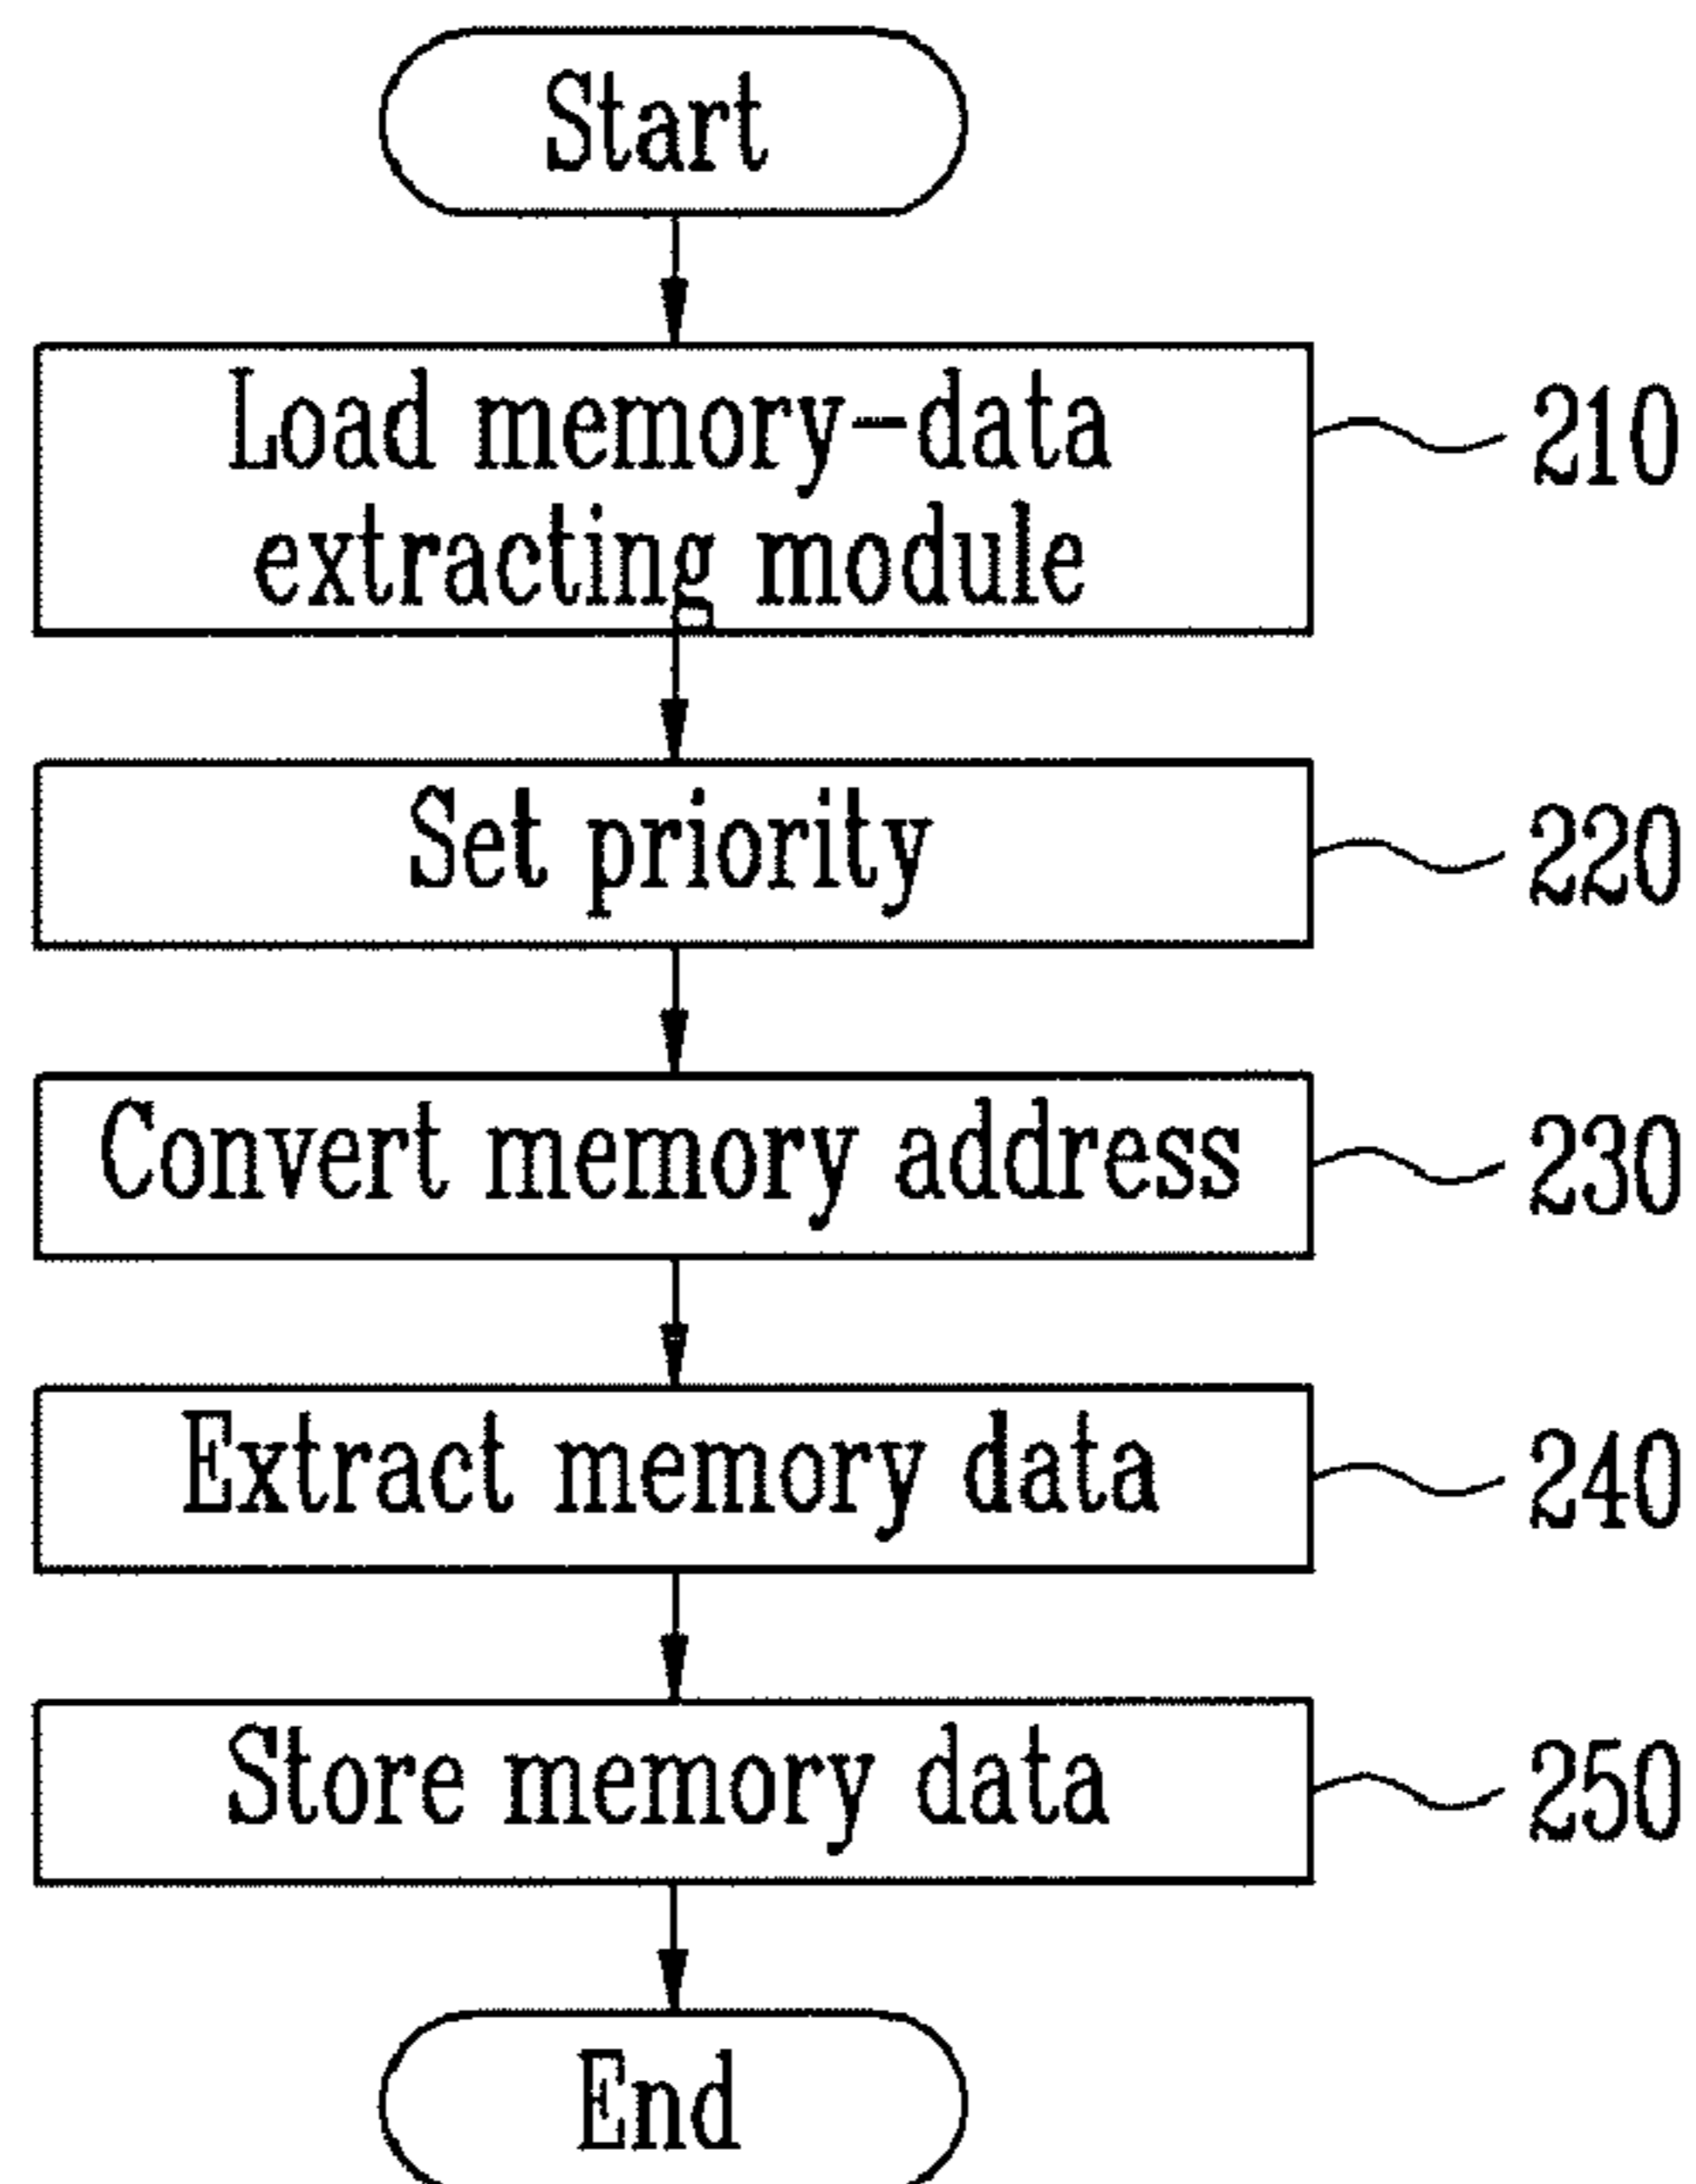 Start
Load memory-data
extracting module
210
Set priority
220
Convert memory address
230
Extract memory data
240
Store memory data
250
End